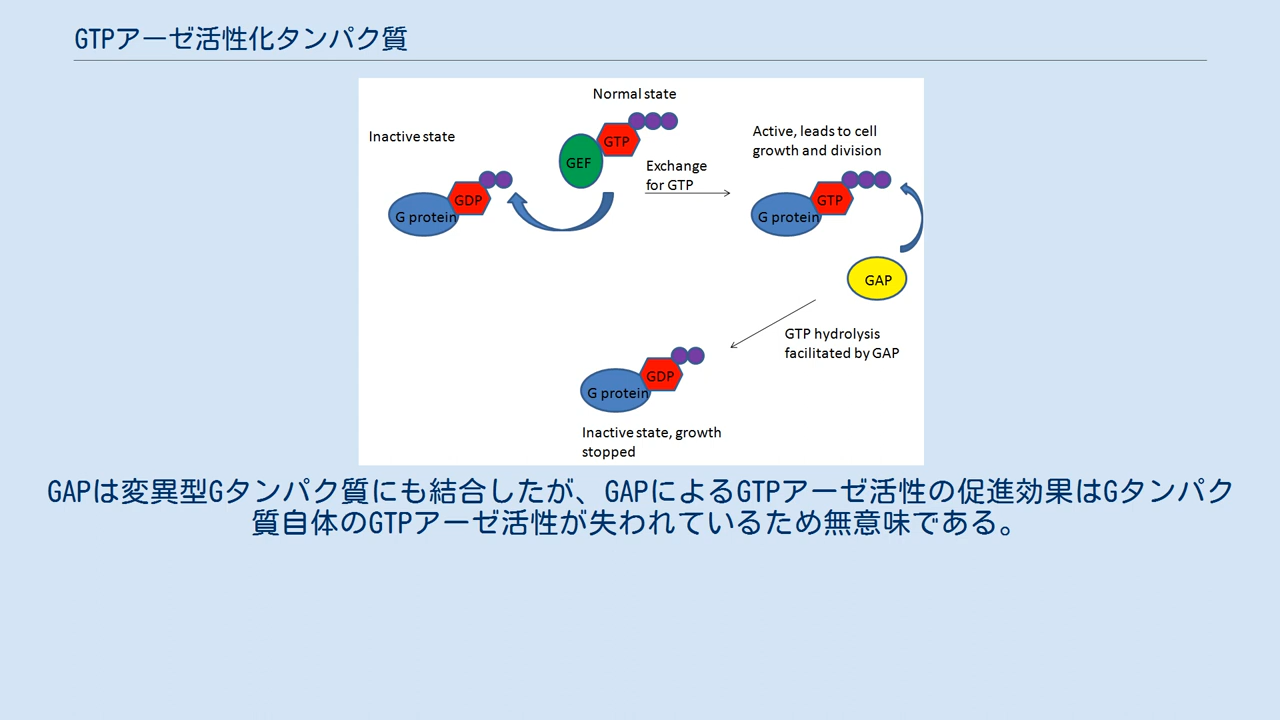 GTPアーゼ活性化タンパク質
Normal state
Inactive state
GTP
GEF
Exchange
for GTP
Active, leads to cell
growth and division
GDP
G protein
GTP
G protein
GAP
GTP hydrolysis
facilitated by GAP
GDP
G protein
Inactive state, growth
stopped
GAPは変異型Gタンパク質にも結合したが、GAPによるGTPアーゼ活性の促進効果はGタンパク
質自体のGTPアーゼ活性が失われているため無意味である。